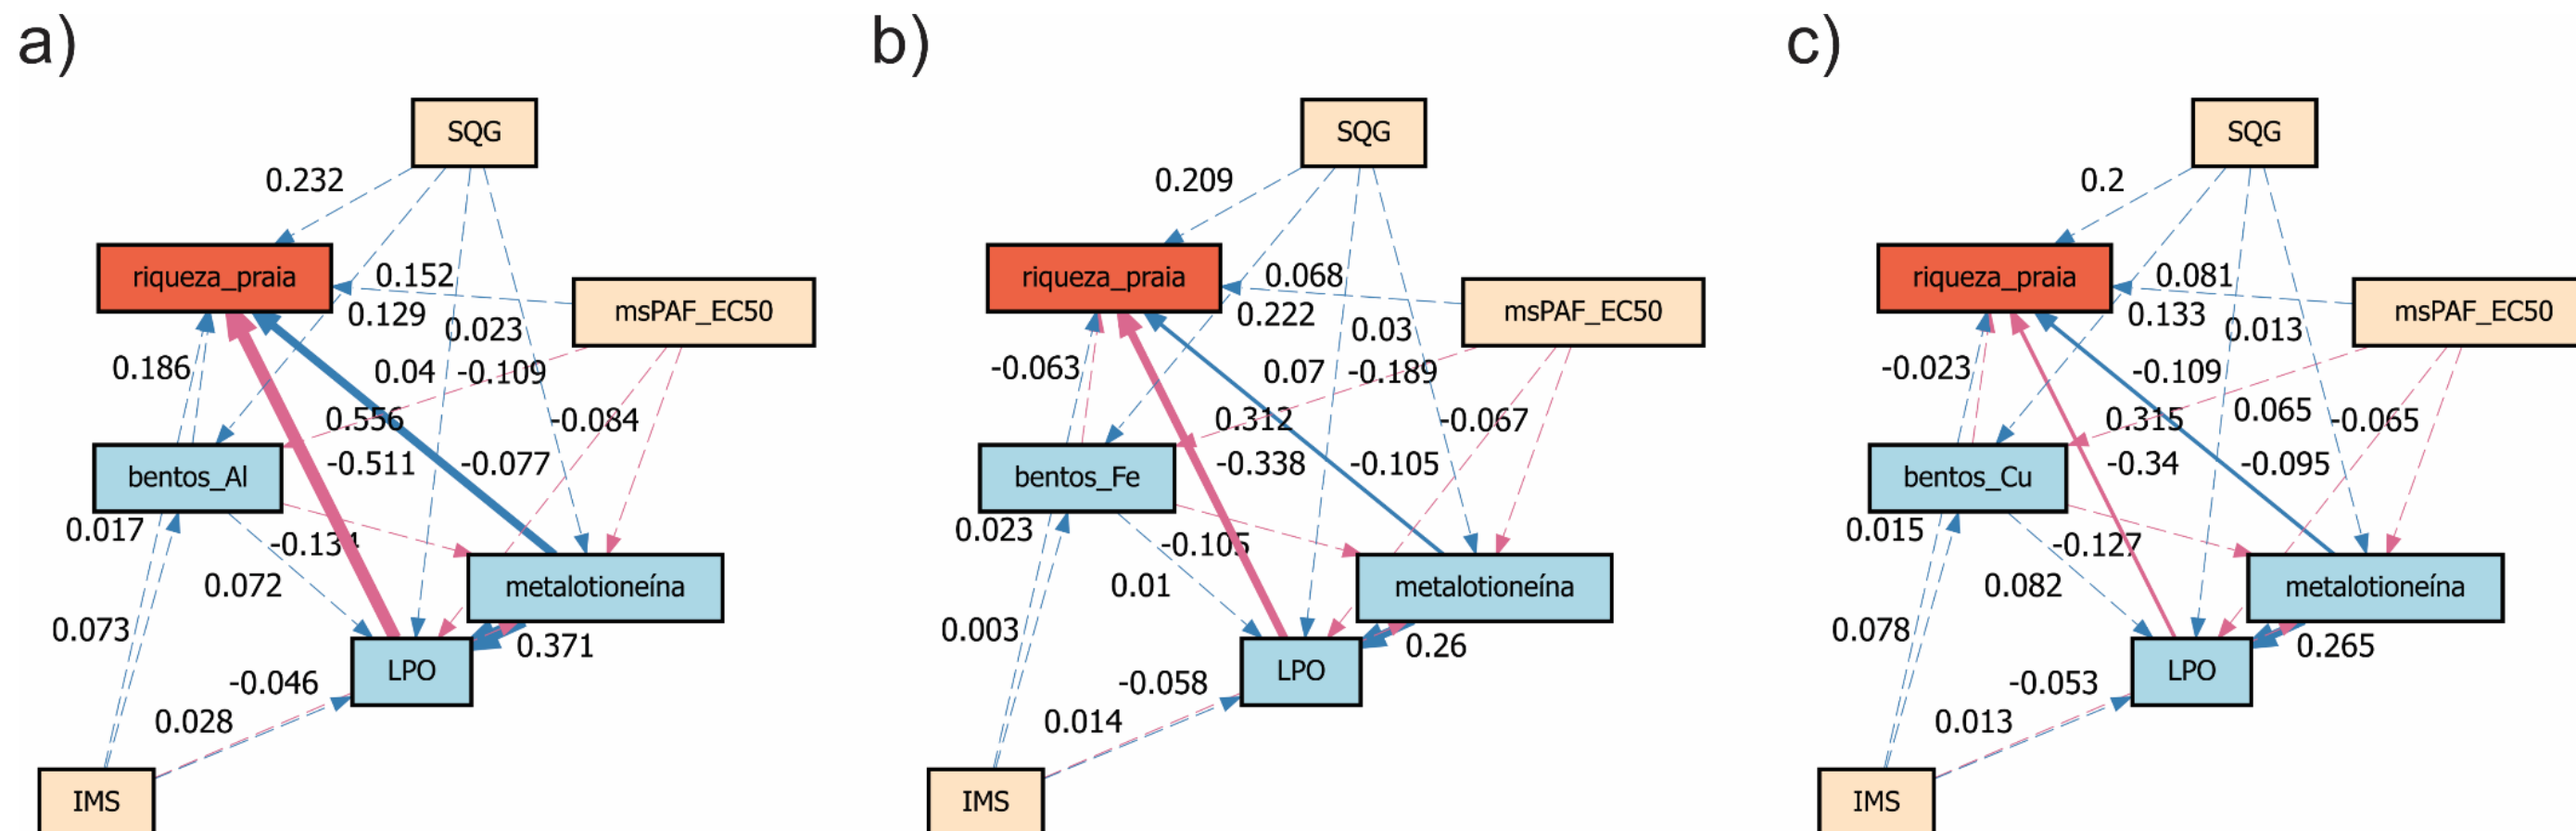 a)
SQG
0.232
riqueza_praia
0.152
msPAF_EC50
0.129
0.023
0.186
0.04
-0.109
0.556
-0.084
bentos_Al
-0.511
-0.077
0.017
-0.134
0.072
metalotioneína
0.073
0.371
LPO
-0.046
0.028
IMS
b)
SQG
0.209
riqueza_praia
0.068
msPAF_EC50
0.222
0.03
-0.063
0.07
-0.189
0.312
-0.067
bentos_Fe
-0.338
-0.105
0.023
-0.105
0.01
metalotioneína
0.003
0.26
LPO
-0.058
0.014
IMS
c)
SQG
0.2
riqueza_praia
0.081
msPAF_EC50
0.133
0.013
-0.023
-0.109
0.065
0.315
-0.065
bentos_Cu
-0.34
-0.095
0.015
-0.127
0.082
metalotioneína
0.078
0.265
LPO
-0.053
0.013
IMS